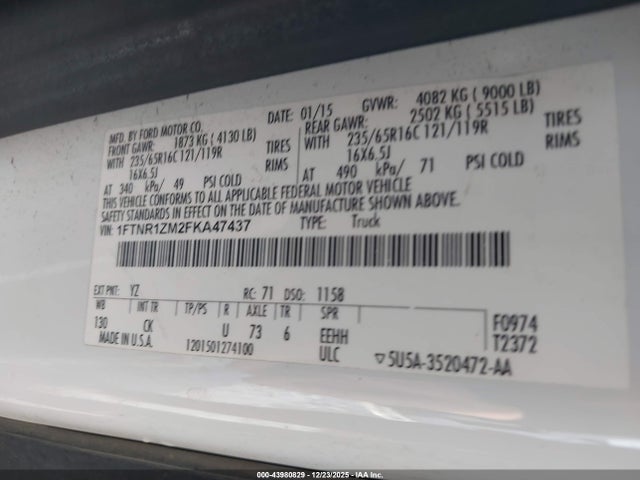 MFD. BY FORD MOTOR CO. DATE: 01/15 GVWR: 4082 KG ( 9000 LB)
FRONT GAWR: 1873 KG ( 4130 LB) REAR GAWR: 2502 KG ( 5515 LB)
WITH 235/65R16C 121/119R TIRES WITH 235/65R16C 121/119R TIRES
16X6.5J RIMS 16X6.5J RIMS
AT 340 kPa/ 49 PSI COLD AT 490 kPa/ 71 PSI COLD
THIS VEHICLE CONFORMS TO ALL APPLICABLE FEDERAL MOTOR VEHICLE
SAFETY STANDARDS IN EFFECT ON THE DATE OF MANUFACTURE SHOWN ABOVE.
VIN: 1FTNR1ZM2FKA47437 TYPE: Truck
EXT PNT: YZ RC: 71 DSO: 1158
WB INT TR TP/PS R AXLE TR SPR
130 CK U 73 6 EEHH F0974
MADE IN U.S.A. 1201501274100 ULC T2372
▽5U5A-3520472-AA
000-43980829 - 12/23/2025 - IAA Inc.